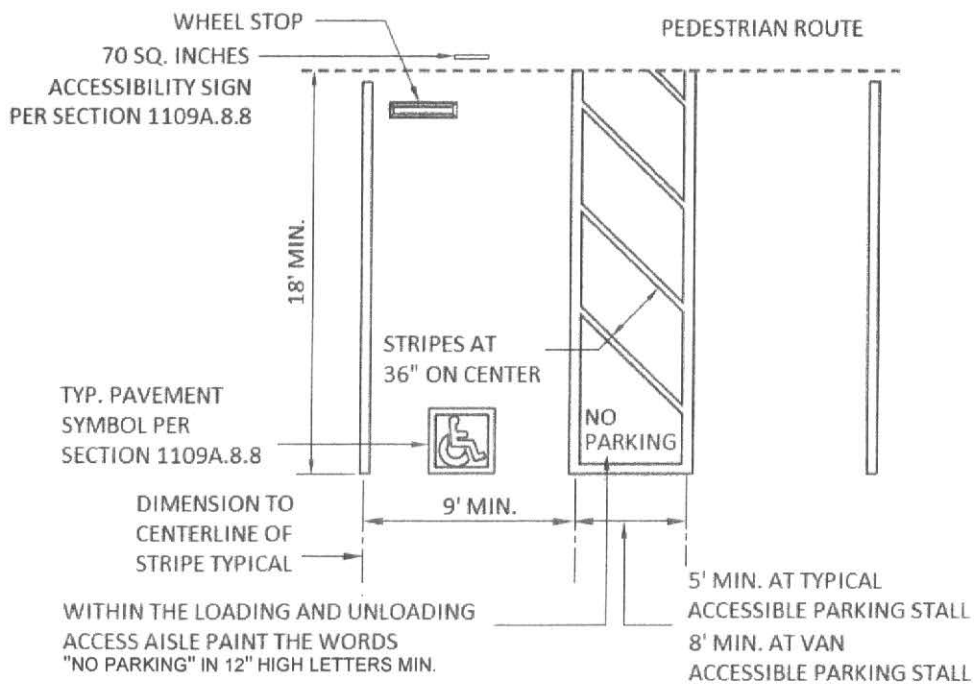 WHEEL STOP
70 SQ. INCHES
ACCESSIBILITY SIGN
PER SECTION 1109A.8.8
PEDESTRIAN ROUTE
18' MIN.
STRIPES AT
36" ON CENTER
TYP. PAVEMENT
SYMBOL PER
SECTION 1109A.8.8
NO
PARKING
DIMENSION TO
CENTERLINE OF
STRIPE TYPICAL
9' MIN.
WITHIN THE LOADING AND UNLOADING
ACCESS AISLE PAINT THE WORDS
"NO PARKING" IN 12" HIGH LETTERS MIN.
5' MIN. AT TYPICAL
ACCESSIBLE PARKING STALL
8' MIN. AT VAN
ACCESSIBLE PARKING STALL